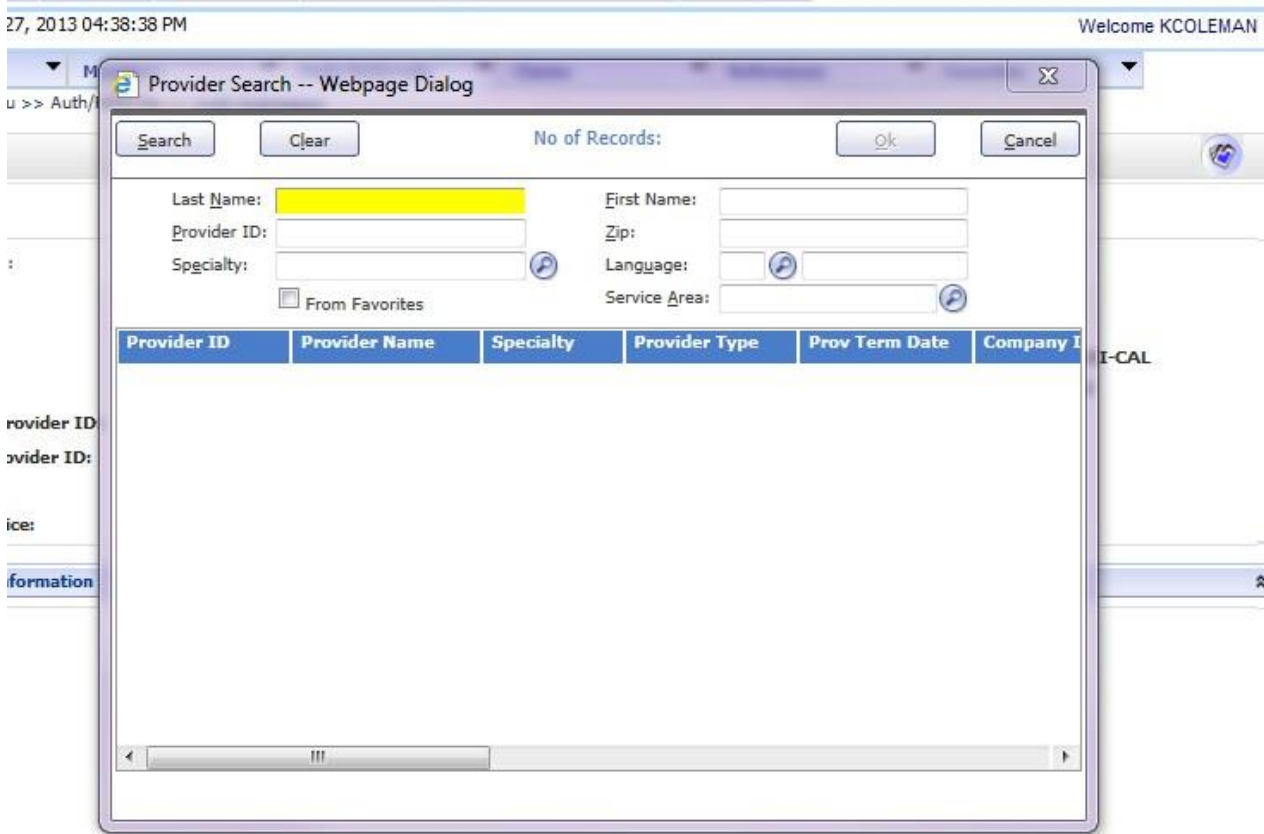 27, 2013 04:38:38 PM
Welcome KCOLEMAN
M
u >> Auth/
Provider Search -- Webpage Dialog
Search Clear No of Records: Ok Cancel
Last Name: First Name:
Provider ID: Zip:
Specialty: Language:
From Favorites Service Area:
Provider ID Provider Name Specialty Provider Type Prov Term Date Company I
I-CAL
rovider ID
ovider ID:
ice:
formation